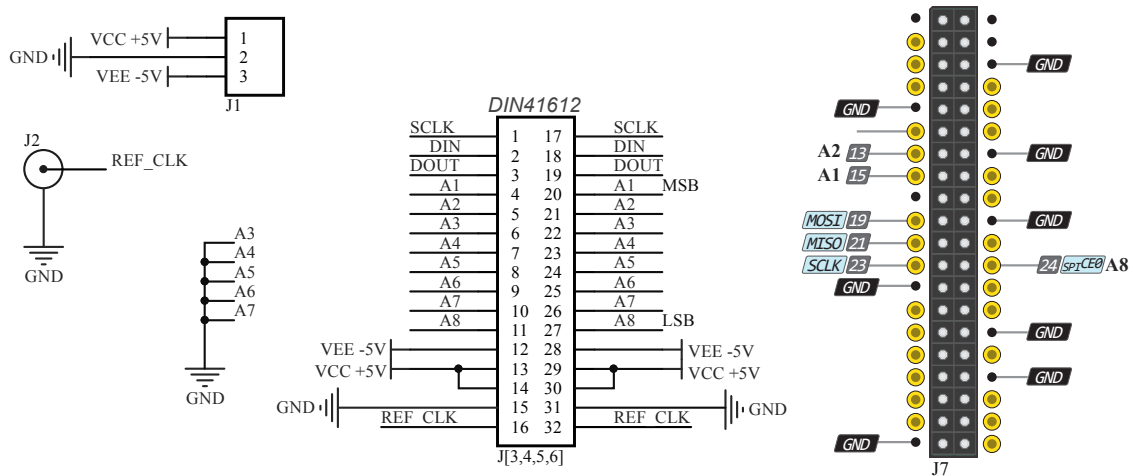 VCC +5V 1
GND 2
VEE -5V 3
J1
J2
REF_CLK
GND
A3
A4
A5
A6
A7
GND
DIN41612
SCLK 1 17 SCLK
DIN 2 18 DIN
DOUT 3 19 DOUT
A1 4 20 A1 MSB
A2 5 21 A2
A3 6 22 A3
A4 7 23 A4
A5 8 24 A5
A6 9 25 A6
A7 10 26 A7
A8 11 27 A8 LSB
VEE -5V 12 28 VEE -5V
VCC +5V 13 29 VCC +5V
14 30
GND 15 31 GND
REF_CLK 16 32 REF_CLK
J[3,4,5,6]
GND
GND
A2 13 GND
A1 15
MOSI 19 GND
MISO 21
SCLK 23 24 SPI CE0 A8
GND
GND
GND
GND
J7